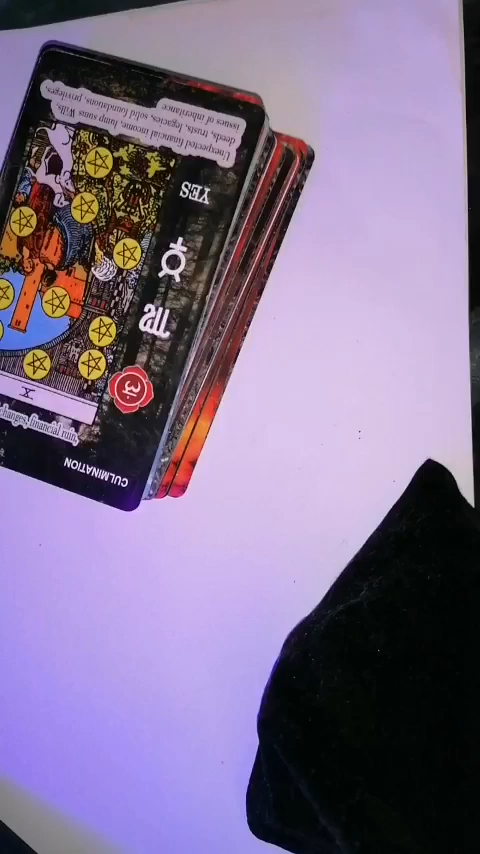 CULMINATION
changes, financial ruin,
X
YES
Unexpected financial income, lump sums Wills,
deeds, trusts, legacies, solid foundations, privileges,
issues of inheritance